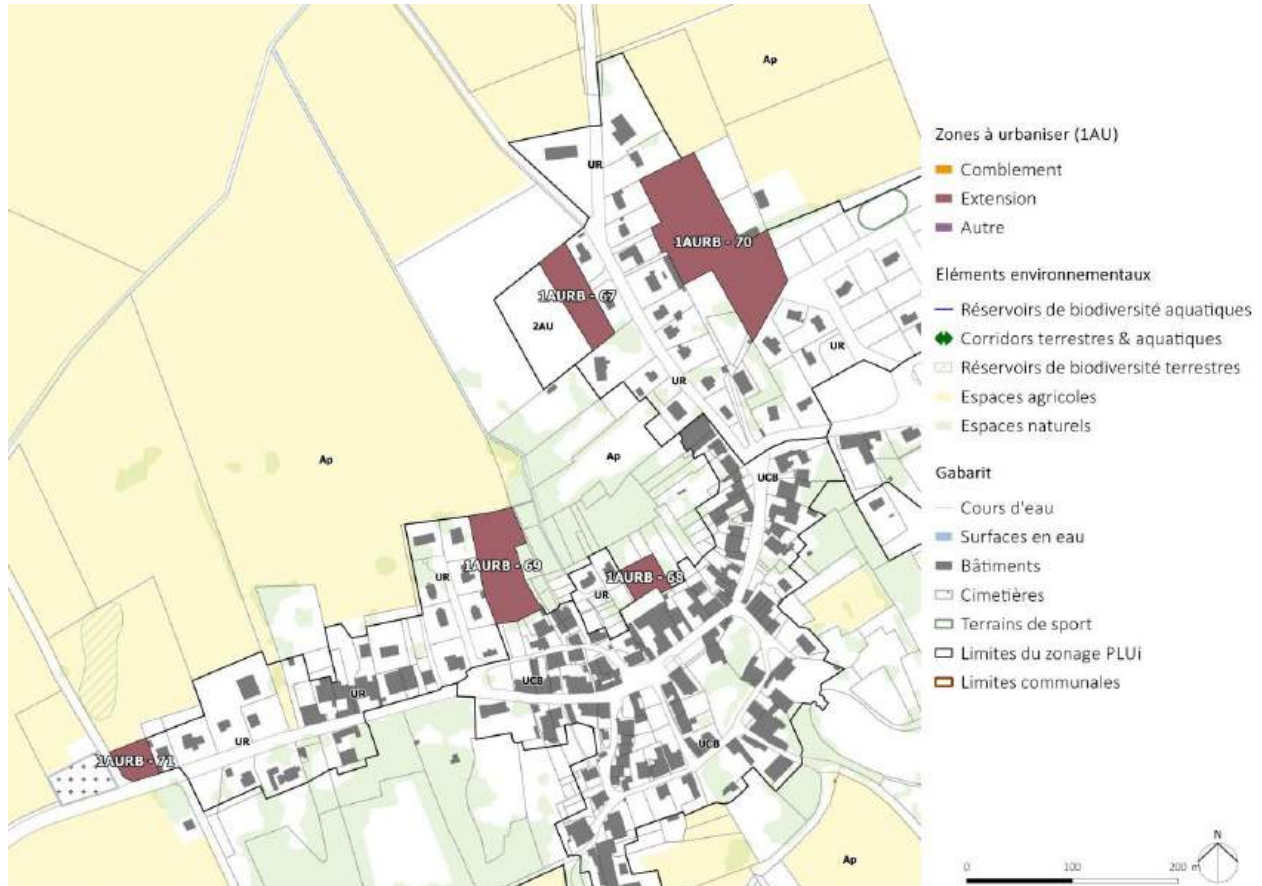 Ap
UR
1AURB - 70
1AURB - 67
2AU
UR
UR
Ap
Ap
UCB
1AURB - 69
UR
1AURB - 68
UR
UCB
UR
UR
UCB
1AURB - 71
Ap
Zones à urbaniser (1AU)
Comblement
Extension
Autre
Eléments environnementaux
Réservoirs de biodiversité aquatiques
Corridors terrestres & aquatiques
Réservoirs de biodiversité terrestres
Espaces agricoles
Espaces naturels
Gabarit
Cours d'eau
Surfaces en eau
Bâtiments
Cimetières
Terrains de sport
Limites du zonage PLUi
Limites communales
N
0 100 200 m